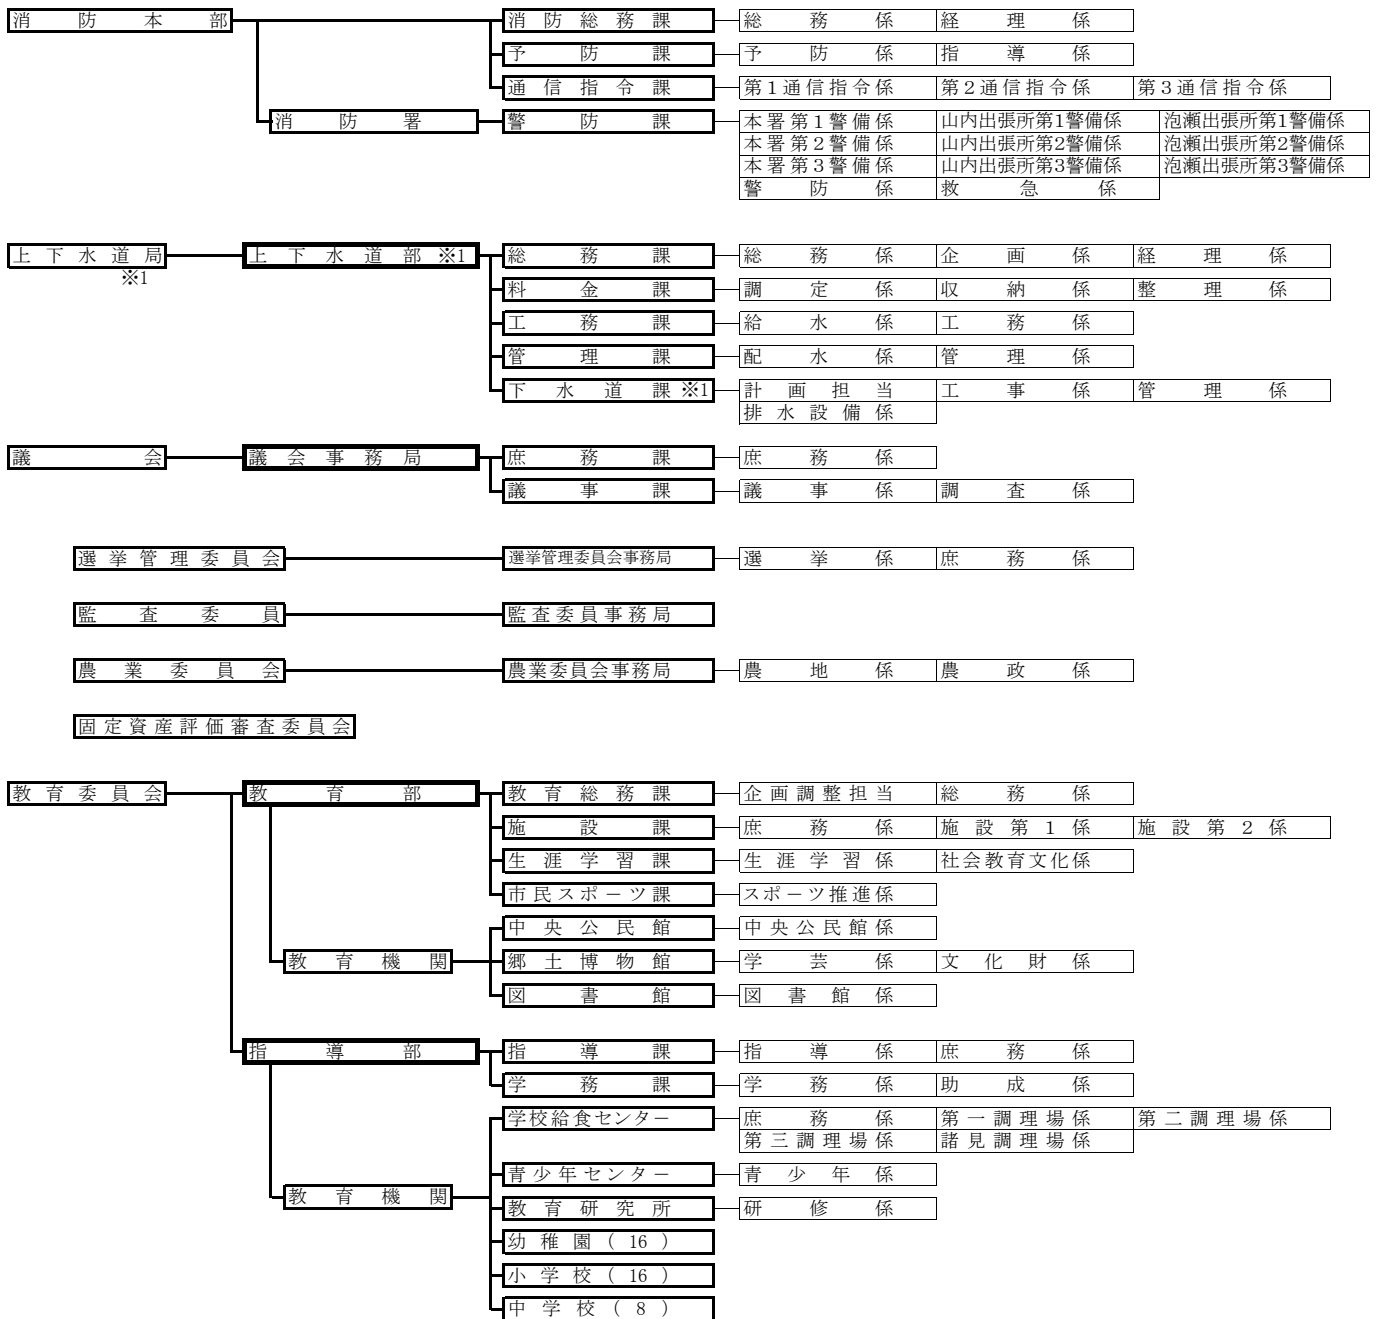 消防本部 消防総務課 総務係 経理係
予防課 予防係 指導係
通信指令課 第1通信指令係 第2通信指令係 第3通信指令係
消防署 警防課 本署第1警備係 山内出張所第1警備係 泡瀬出張所第1警備係
本署第2警備係 山内出張所第2警備係 泡瀬出張所第2警備係
本署第3警備係 山内出張所第3警備係 泡瀬出張所第3警備係
警防係 救急係
上下水道局 上下水道部※1 総務課 総務係 企画係 経理係
※1
料金課 調定係 収納係 整理係
工務課 給水係 工務係
管理課 配水係 管理係
下水道課※1 計画担当 工事係 管理係
排水設備係
議会 議会事務局 庶務課 庶務係
議事課 議事係 調査係
選挙管理委員会 選挙管理委員会事務局 選挙係 庶務係
監査委員 監査委員事務局
農業委員会 農業委員会事務局 農地係 農政係
固定資産評価審査委員会
教育委員会 教育部 教育総務課 企画調整担当 総務係
施設課 庶務係 施設第1係 施設第2係
生涯学習課 生涯学習係 社会教育文化係
市民スポーツ課 スポーツ推進係
中央公民館 中央公民館係
教育機関 郷土博物館 学芸係 文化財係
図書館 図書館係
指導部 指導課 指導係 庶務係
学務課 学務係 助成係
学校給食センター 庶務係 第一調理場係 第二調理場係
第三調理場係 諸見調理場係
青少年センター 青少年係
教育機関 教育研究所 研修係
幼稚園(16)
小学校(16)
中学校(8)